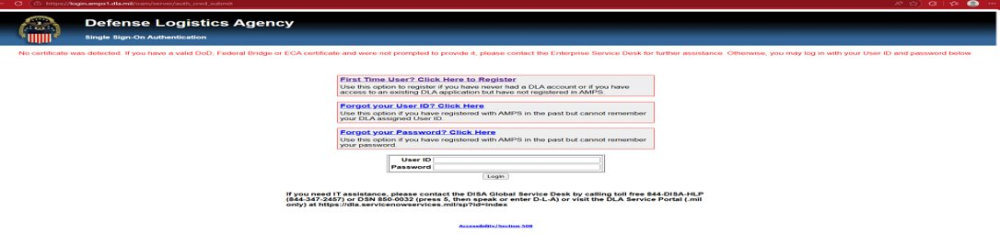 https://login.amps1.dla.mil/oam/server/auth_cred_submit
Defense Logistics Agency
Single Sign-On Authentication
No certificate was detected. If you have a valid DoD, Federal Bridge or ECA certificate and were not prompted to provide it, please contact the Enterprise Service Desk for further assistance. Otherwise, you may log in with your User ID and password below.
First Time User? Click Here to Register
Use this option to register if you have never had a DLA account or if you have
access to an existing DLA application but have not registered in AMPS.
Forgot your User ID? Click Here
Use this option if you have registered with AMPS in the past but cannot remember
your DLA assigned User ID.
Forgot your Password? Click Here
Use this option if you have registered with AMPS in the past but cannot remember
your password.
User ID
Password
Login
If you need IT assistance, please contact the DISA Global Service Desk by calling toll free 844-DISA-HLP
(844-347-2457) or DSN 850-0032 (press 5, then speak or enter D-L-A) or visit the DLA Service Portal (.mil
only) at https://dla.servicenowservices.mil/sp?id=index
Accessibility/Section 508